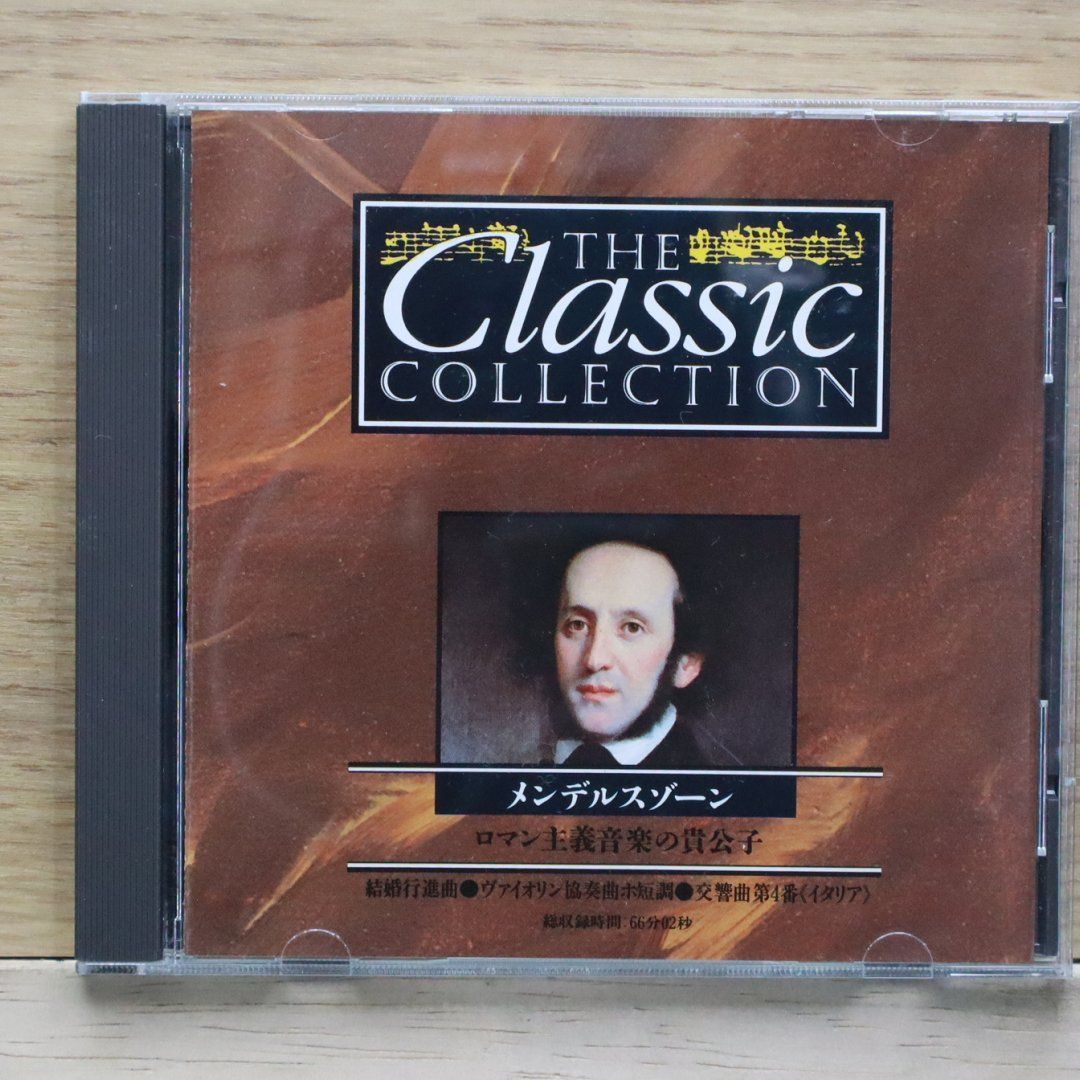 THE
Classic
COLLECTION
メンデルスゾーン
ロマン主義音楽の貴公子
結婚行進曲●ヴァイオリン協奏曲ホ短調●交響曲第4番《イタリア》
総収録時間:66分02秒